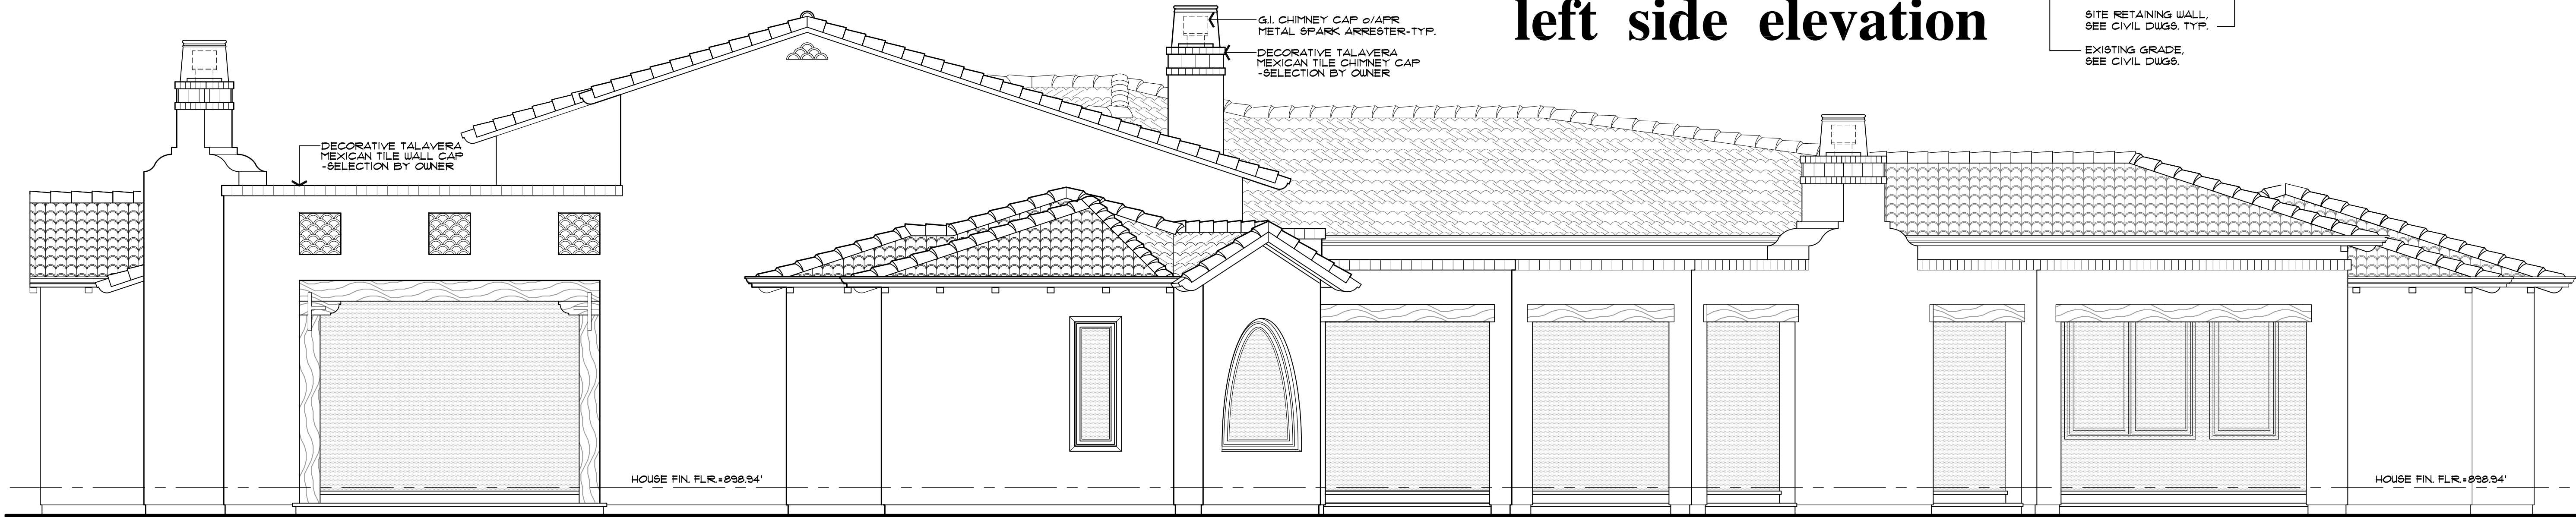 G.I. CHIMNEY CAP o/APR
METAL SPARK ARRESTER-TYP.
DECORATIVE TALAVERA
MEXICAN TILE CHIMNEY CAP
-SELECTION BY OWNER
left side elevation
SITE RETAINING WALL,
SEE CIVIL DWGS. TYP.
EXISTING GRADE,
SEE CIVIL DWGS.
DECORATIVE TALAVERA
MEXICAN TILE WALL CAP
-SELECTION BY OWNER
HOUSE FIN. FLR.=898.94'
HOUSE FIN. FLR.=898.94'